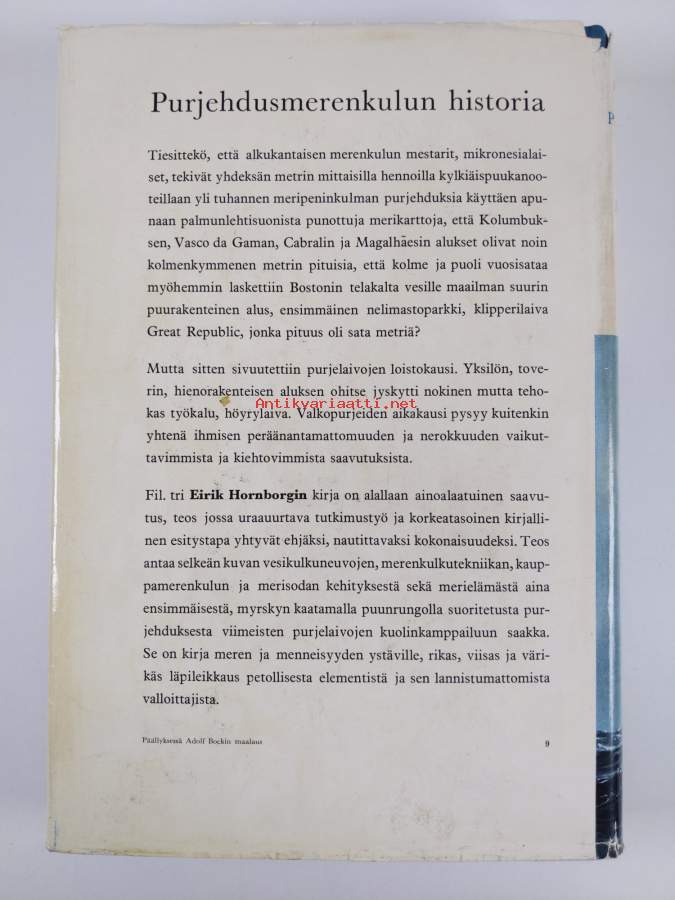 Purjehdusmerenkulun historia
Tiesittekö, että alkukantaisen merenkulun mestarit, mikronesialai-
set, tekivät yhdeksän metrin mittaisilla hennoilla kylkiäispuukanoo-
teillaan yli tuhannen meripeninkulman purjehduksia käyttäen apu-
naan palmunlehtisuonista punottuja merikarttoja, että Kolumbuk-
sen, Vasco da Gaman, Cabralin ja Magalhãesin alukset olivat noin
kolmenkymmenen metrin pituisia, että kolme ja puoli vuosisataa
myöhemmin laskettiin Bostonin telakalta vesille maailman suurin
puurakenteinen alus, ensimmäinen nelimastoparkki, klipperilaiva
Great Republic, jonka pituus oli sata metriä?
Mutta sitten sivuutettiin purjelaivojen loistokausi. Yksilön, tove-
rin, hienorakenteisen aluksen ohitse jyskytti nokinen mutta teho-
Antikvariaatti.net
kas työkalu, höyrylaiva. Valkopurjeiden aikakausi pysyy kuitenkin
yhtenä ihmisen peräänantamattomuuden ja nerokkuuden vaikut-
tavimmista ja kiehtovimmista saavutuksista.
Fil. tri Eirik Hornborgin kirja on alallaan ainoalaatuinen saavu-
tus, teos jossa uraauurtava tutkimustyö ja korkeatasoinen kirjalli-
nen esitystapa yhtyvät ehjäksi, nautittavaksi kokonaisuudeksi. Teos
antaa selkeän kuvan vesikulkuneuvojen, merenkulkutekniikan, kaup-
pamerenkulun ja merisodan kehityksestä sekä merielämästä aina
ensimmäisestä, myrskyn kaatamalla puunrungolla suoritetusta pur-
jehduksesta viimeisten purjelaivojen kuolinkamppailuun saakka.
Se on kirja meren ja menneisyyden ystäville, rikas, viisas ja väri-
käs läpileikkaus petollisesta elementistä ja sen lannistumattomista
valloittajista.
Päällyksessä Adolf Bockin maalaus
9
P